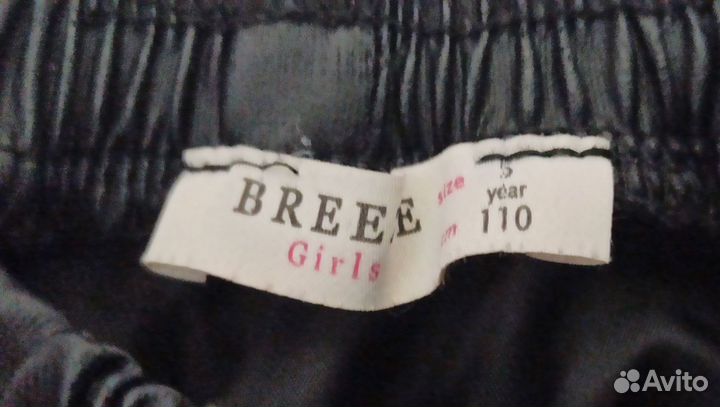 BREEZE
Girls
size
5
year
cm
110
Avito